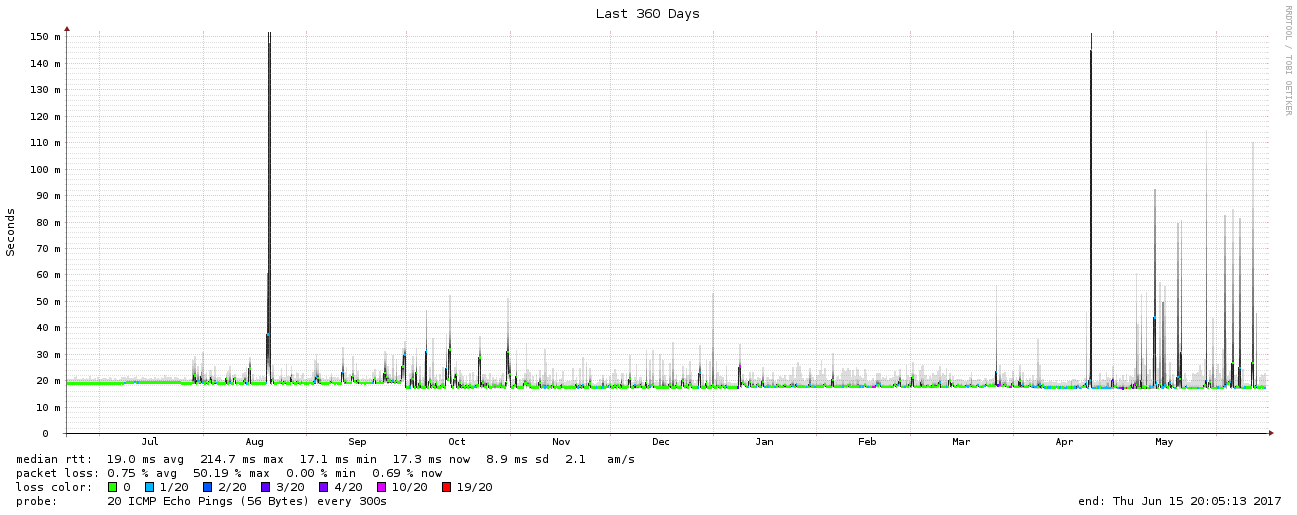 Last 360 Days
RRDTOOL / TOBI OETIKER
Seconds
150 m
140 m
130 m
120 m
110 m
100 m
90 m
80 m
70 m
60 m
50 m
40 m
30 m
20 m
10 m
0
Jul Aug Sep Oct Nov Dec Jan Feb Mar Apr May
median rtt: 19.0 ms avg 214.7 ms max 17.1 ms min 17.3 ms now 8.9 ms sd 2.1 am/s
packet loss: 0.75 % avg 50.19 % max 0.00 % min 0.69 % now
loss color: 0 1/20 2/20 3/20 4/20 10/20 19/20
probe: 20 ICMP Echo Pings (56 Bytes) every 300s end: Thu Jun 15 20:05:13 2017